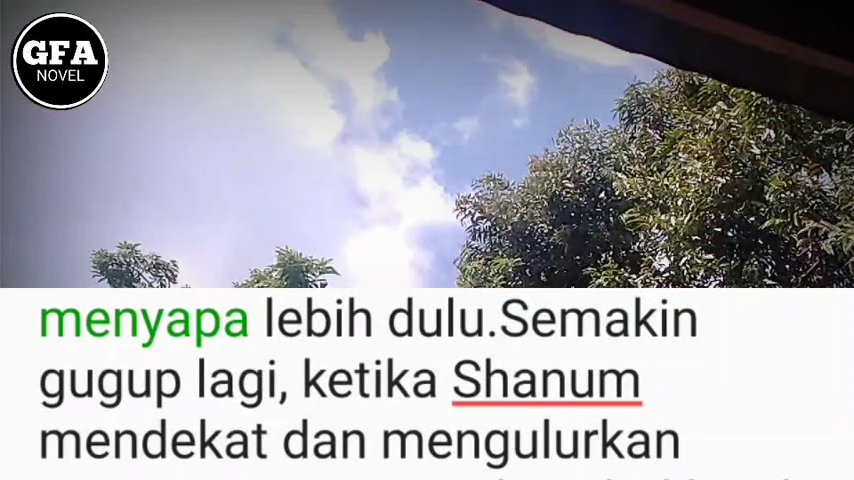 GFA
NOVEL
menyapa lebih dulu.Semakin
gugup lagi, ketika Shanum
mendekat dan mengulurkan